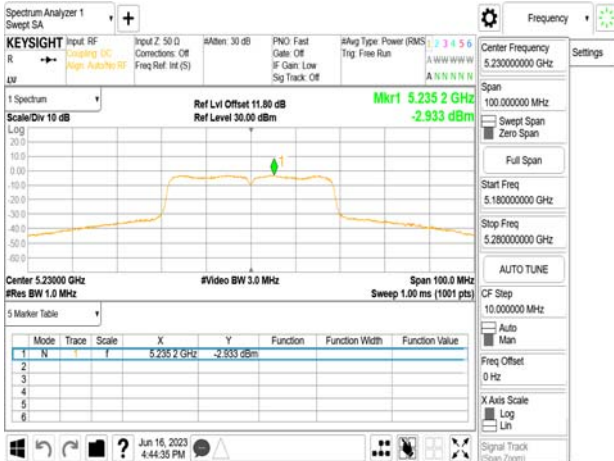 Spectrum Analyzer 1
Swept SA
Frequency
KEYSIGHT
R
Input: RF
Coupling: DC
Align: Auto/No RF
Input Z: 50 Ω
Corrections: Off
Freq Ref: Int (S)
#Atten: 30 dB
PNO: Fast
Gate: Off
IF Gain: Low
Sig Track: Off
#Avg Type: Power (RMS
Trig: Free Run
1 2 3 4 5 6
A W W W W W
A N N N N N
Settings
1 Spectrum
Scale/Div 10 dB
Ref Lvl Offset 11.80 dB
Ref Level 30.00 dBm
Mkr1 5.235 2 GHz
-2.933 dBm
Log
20.0
10.0
0.00
-10.0
-20.0
-30.0
-40.0
-50.0
-60.0
1
Center 5.23000 GHz
#Res BW 1.0 MHz
#Video BW 3.0 MHz
Span 100.0 MHz
Sweep 1.00 ms (1001 pts)
5 Marker Table
Mode Trace Scale X Y Function Function Width Function Value
1 N 1 f 5.235 2 GHz -2.933 dBm
2
3
4
5
6
Jun 16, 2023
4:44:35 PM
Center Frequency
5.230000000 GHz
Span
100.000000 MHz
Swept Span
Zero Span
Full Span
Start Freq
5.180000000 GHz
Stop Freq
5.280000000 GHz
AUTO TUNE
CF Step
10.000000 MHz
Auto
Man
Freq Offset
0 Hz
X Axis Scale
Log
Lin
Signal Track
(Span Zoom)